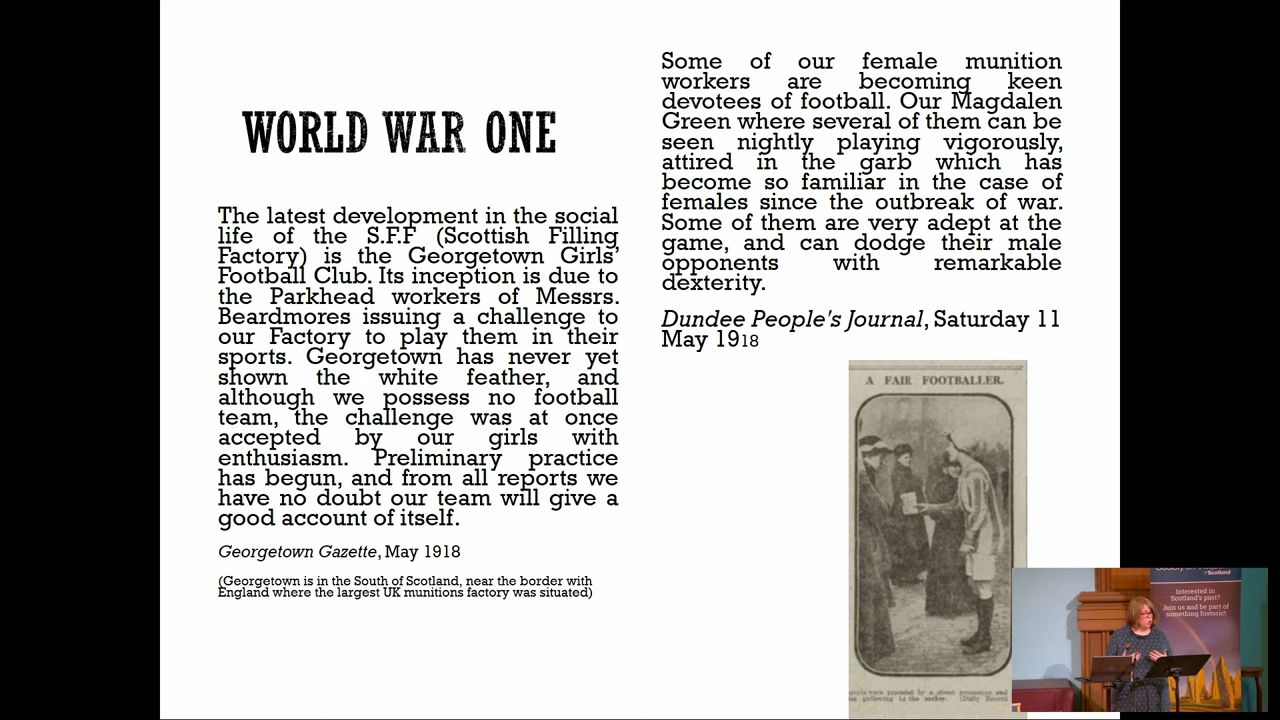 WORLD WAR ONE
The latest development in the social
life of the S.F.F (Scottish Filling
Factory) is the Georgetown Girls'
Football Club. Its inception is due to
the Parkhead workers of Messrs.
Beardmores issuing a challenge to
our Factory to play them in their
sports. Georgetown has never yet
shown the white feather, and
although we possess no football
team, the challenge was at once
accepted by our girls with
enthusiasm. Preliminary practice
has begun, and from all reports we
have no doubt our team will give a
good account of itself.
Georgetown Gazette, May 1918
(Georgetown is in the South of Scotland, near the border with
England where the largest UK munitions factory was situated)
Some of our female munition
workers are becoming keen
devotees of football. Our Magdalen
Green where several of them can be
seen nightly playing vigorously,
attired in the garb which has
become so familiar in the case of
females since the outbreak of war.
Some of them are very adept at the
game, and can dodge their male
opponents with remarkable
dexterity.
Dundee People's Journal, Saturday 11
May 1918
A FAIR FOOTBALLER.
were preceded by a street procession and
gathering to the
of Scotland
Interested in
Scotland's past?
Join us and be part of
something historic!